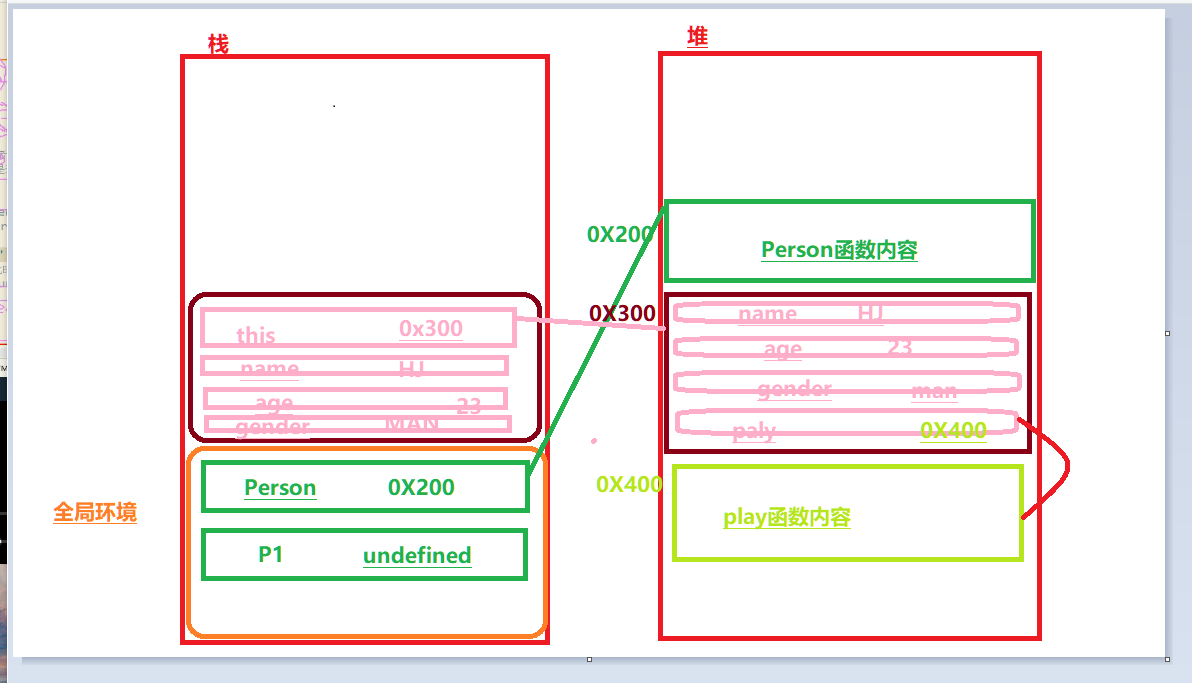 栈
堆
0X200
Person函数内容
0X300
name HJ
this 0x300
age 23
name HJ
gender man
age 23
gender MAN
paly 0X400
Person 0X200
0X400
全局环境
play函数内容
P1 undefined